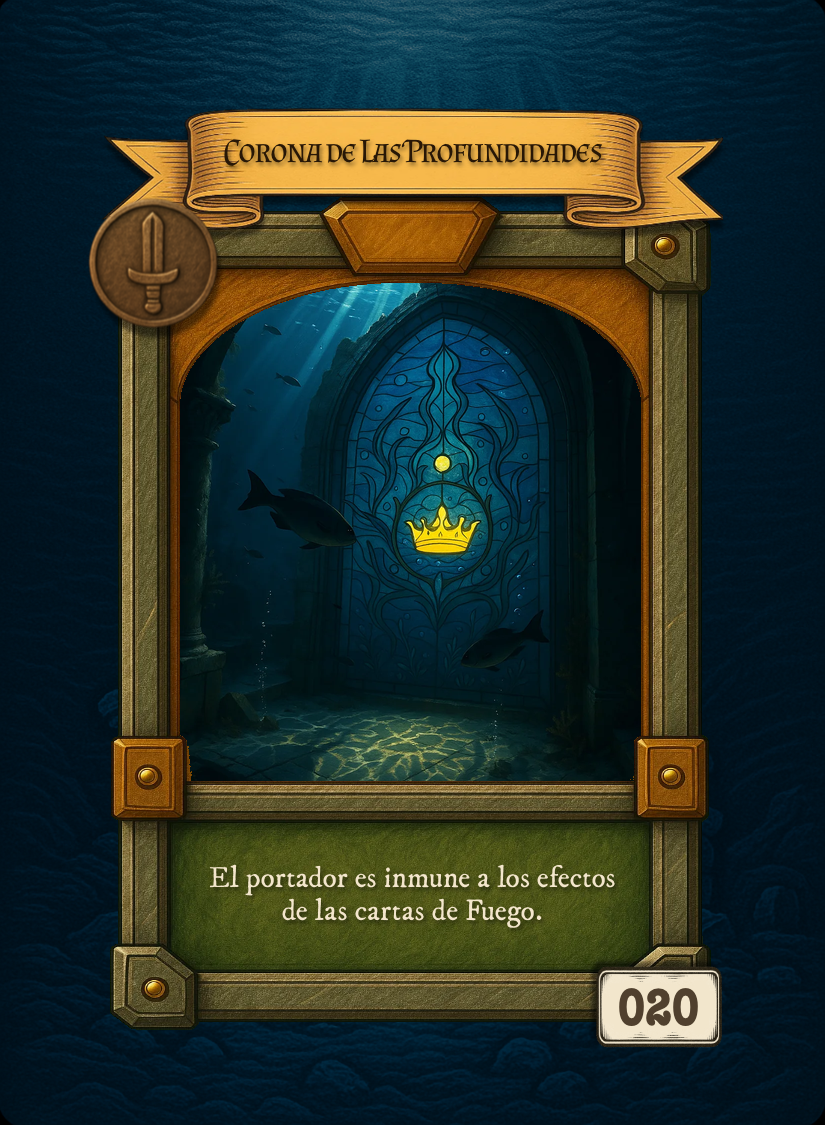 Corona de Las Profundidades
El portador es inmune a los efectos
de las cartas de Fuego.
020